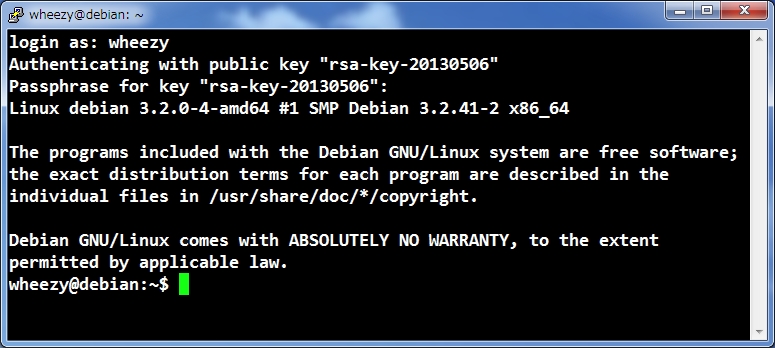 wheezy@debian: ~
login as: wheezy
Authenticating with public key "rsa-key-20130506"
Passphrase for key "rsa-key-20130506":
Linux debian 3.2.0-4-amd64 #1 SMP Debian 3.2.41-2 x86_64
The programs included with the Debian GNU/Linux system are free software;
the exact distribution terms for each program are described in the
individual files in /usr/share/doc/*/copyright.
Debian GNU/Linux comes with ABSOLUTELY NO WARRANTY, to the extent
permitted by applicable law.
wheezy@debian:~$